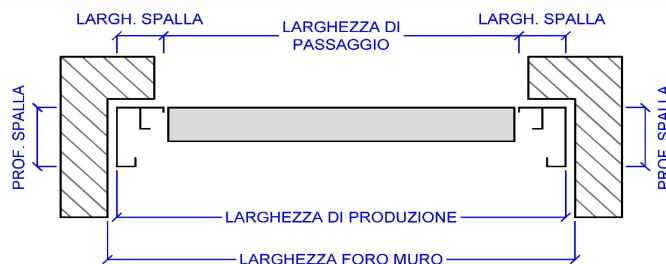 LARGH. SPALLA
LARGHEZZA DI
PASSAGGIO
LARGH. SPALLA
PROF. SPALLA
PROF. SPALLA
LARGHEZZA DI PRODUZIONE
LARGHEZZA FORO MURO